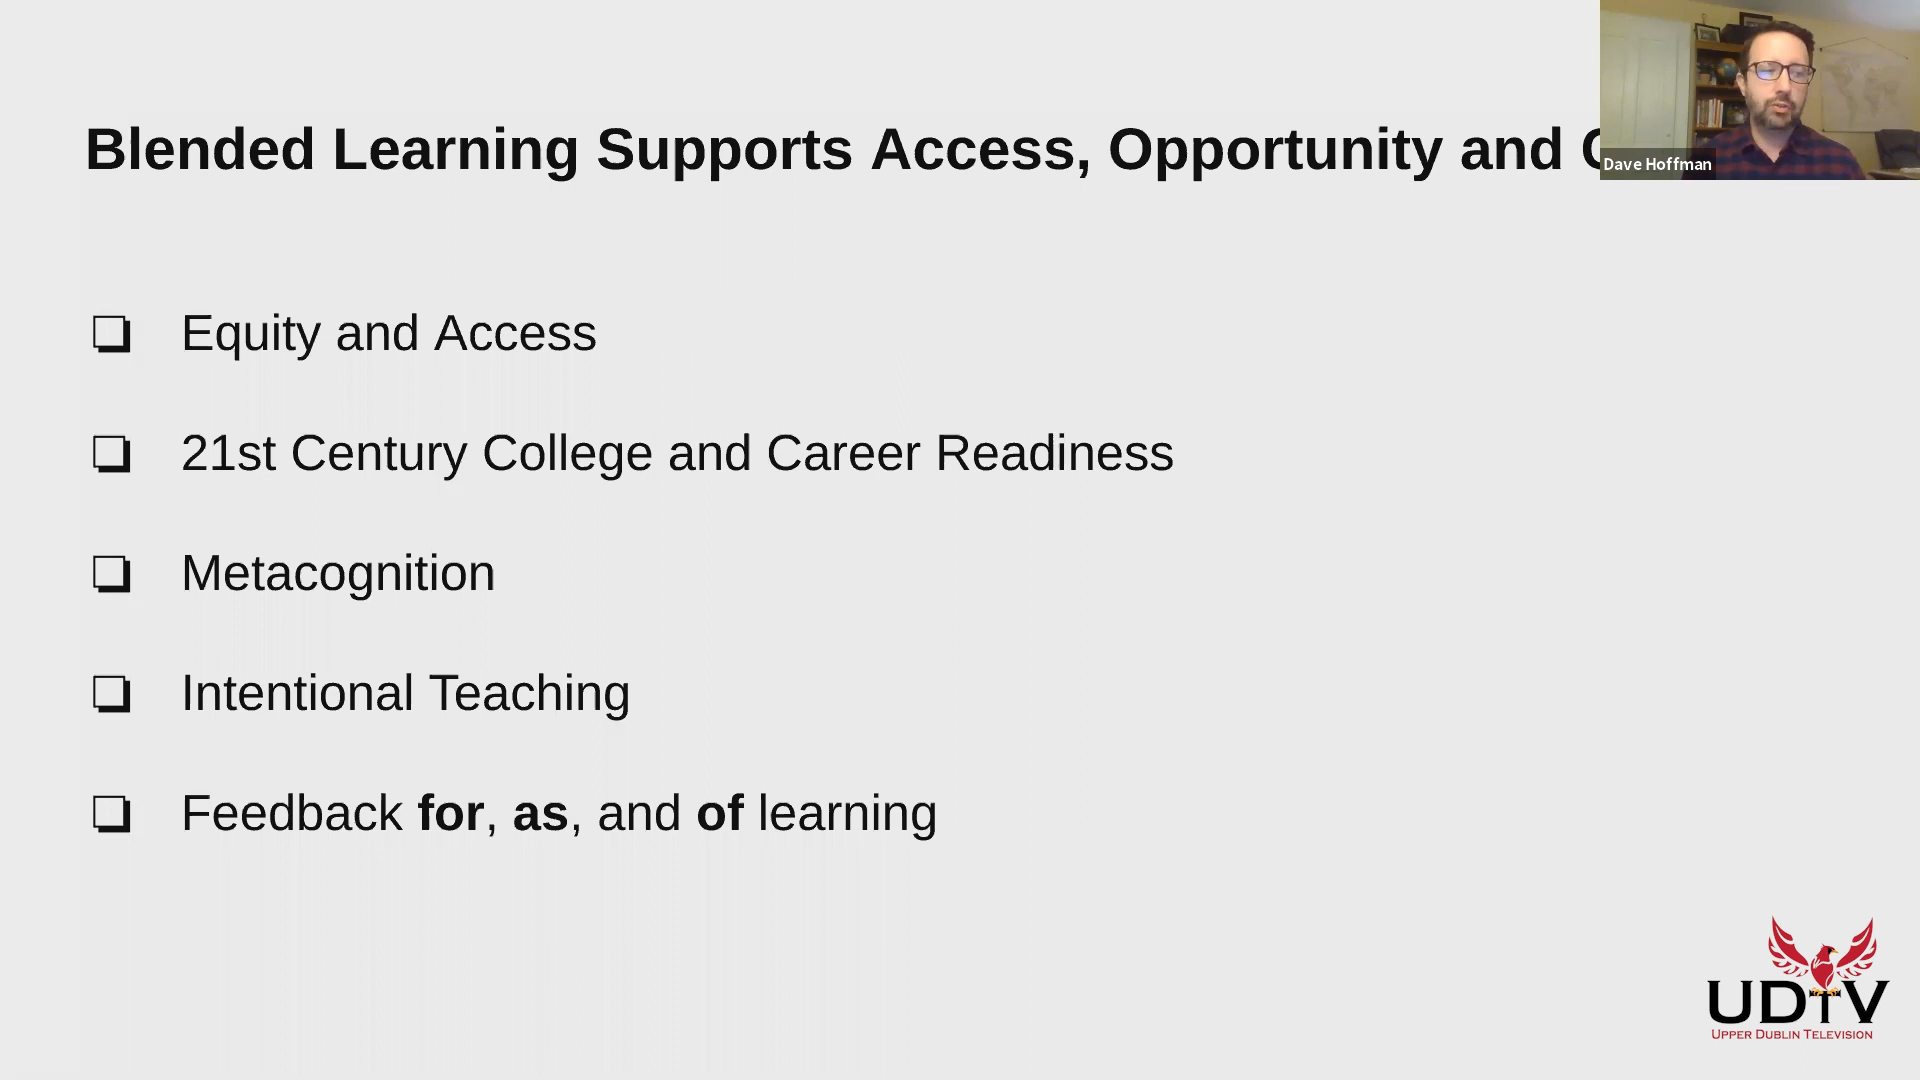 Blended Learning Supports Access, Opportunity and
Dave Hoffman
❏ Equity and Access
❏ 21st Century College and Career Readiness
❏ Metacognition
❏ Intentional Teaching
❏ Feedback for, as, and of learning
UDTV
UPPER DUBLIN TELEVISION